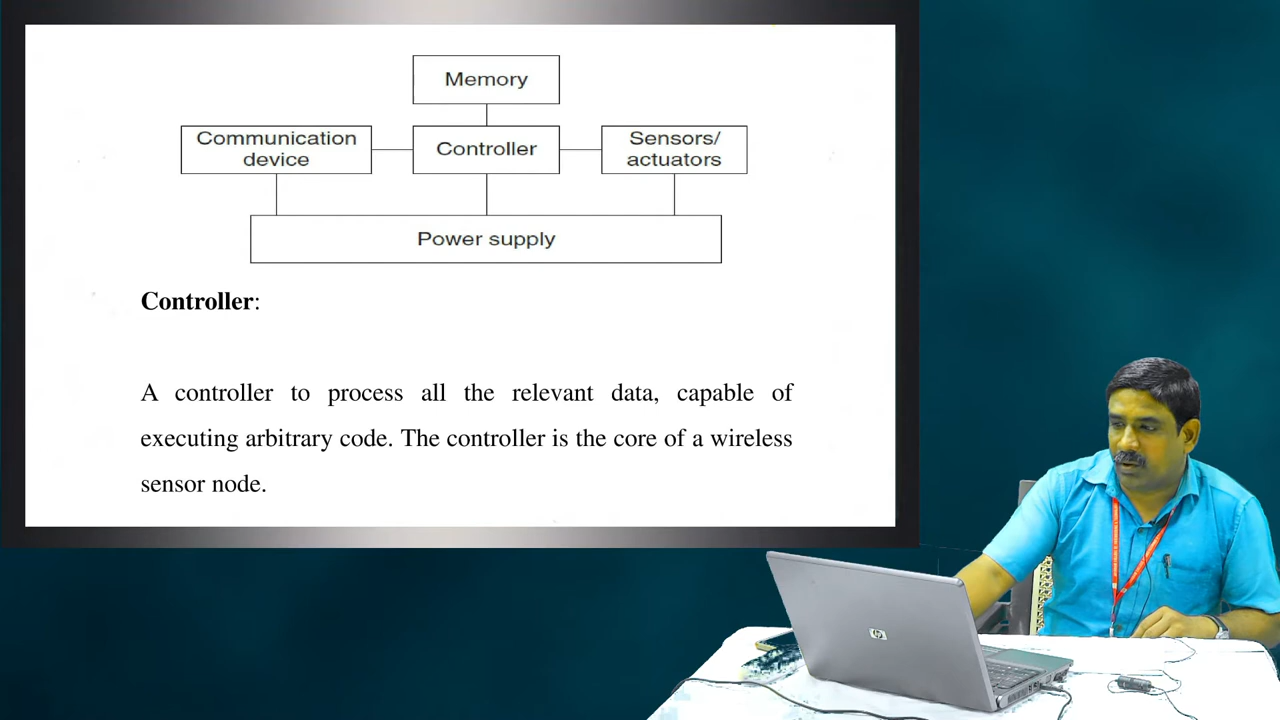 Memory
Communication
device
Controller
Sensors/
actuators
Power supply
Controller:
A controller to process all the relevant data, capable of
executing arbitrary code. The controller is the core of a wireless
sensor node.
hp